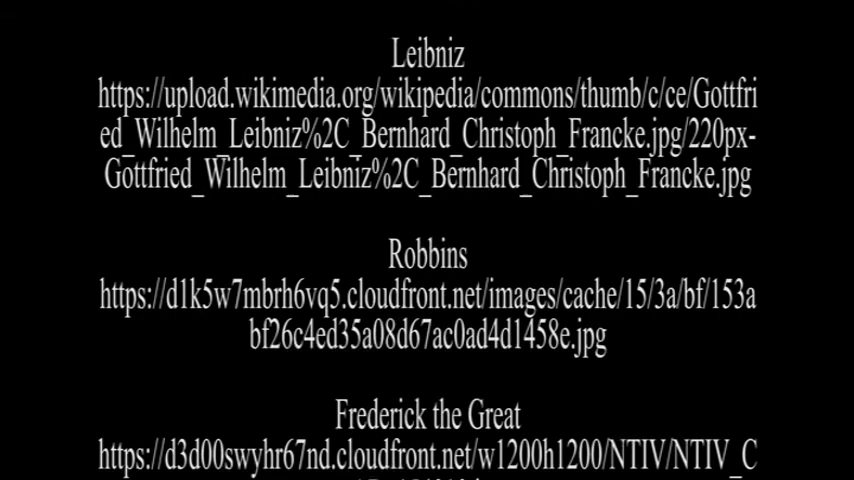 Leibniz
https://upload.wikimedia.org/wikipedia/commons/thumb/c/ce/Gottfri
ed_Wilhelm_Leibniz%2C_Bernhard_Christoph_Francke.jpg/220px-
Gottfried_Wilhelm_Leibniz%2C_Bernhard_Christoph_Francke.jpg
Robbins
https://d1k5w7mbrh6vq5.cloudfront.net/images/cache/15/3a/bf/153a
bf26c4ed35a08d67ac0ad4d1458e.jpg
Frederick the Great
https://d3d00swyhr67nd.cloudfront.net/w1200h1200/NTIV/NTIV_C